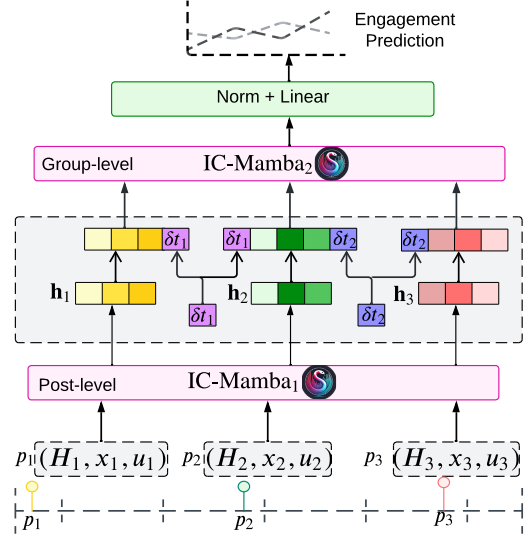 Engagement
Prediction
Norm + Linear
Group-level IC-Mamba₂
δt₁ δt₁ δt₂ δt₂
h₁ h₂ h₃
δt₁ δt₂
Post-level IC-Mamba₁
p₁ (H₁, x₁, u₁) p₂ (H₂, x₂, u₂) p₃ (H₃, x₃, u₃)
p₁ p₂ p₃